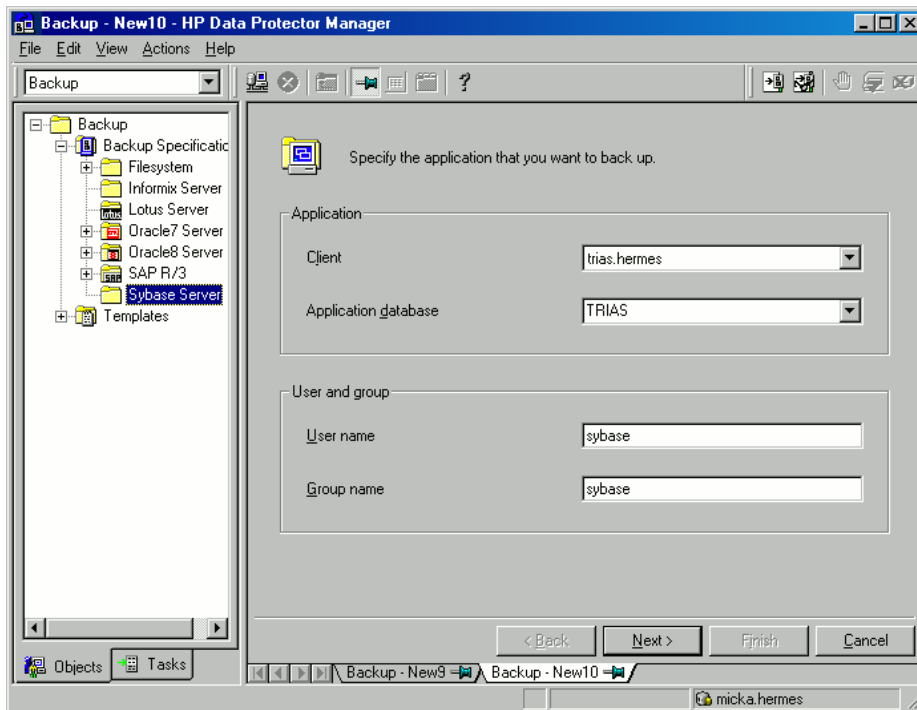 Backup - New10 - HP Data Protector Manager
File Edit View Actions Help
Backup
?
Backup
Backup Specificatic
Filesystem
Informix Server
Lotus Server
Oracle7 Server
Oracle8 Server
SAP R/3
Sybase Server
Templates
Specify the application that you want to back up.
Application
Client
trias.hermes
Application database
TRIAS
User and group
User name
sybase
Group name
sybase
< Back
Next >
Finish
Cancel
Objects
Tasks
Backup - New9
Backup - New10
micka.hermes